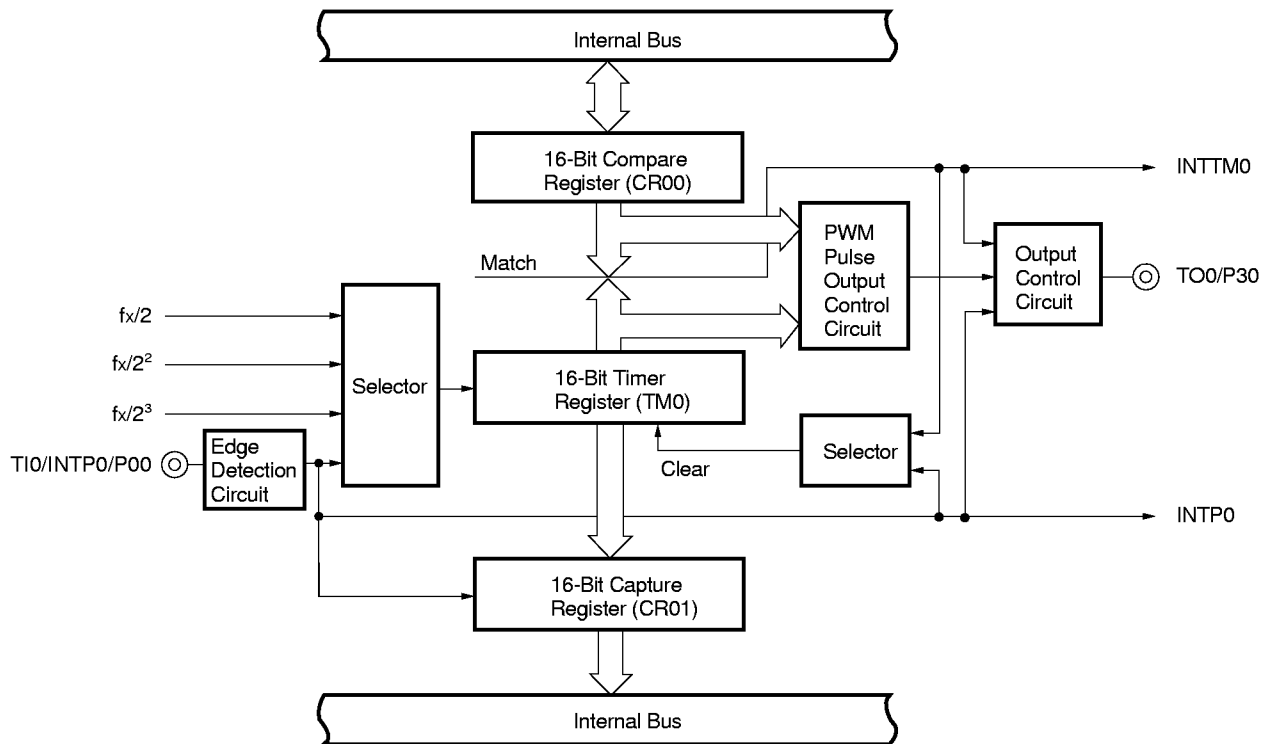 Internal Bus
16-Bit Compare
Register (CR00)
INTTM0
PWM
Pulse
Output
Control
Circuit
Output
Control
Circuit
TO0/P30
Match
fx/2
fx/2²
fx/2³
Selector
16-Bit Timer
Register (TM0)
TI0/INTP0/P00
Edge
Detection
Circuit
Clear
Selector
INTP0
16-Bit Capture
Register (CR01)
Internal Bus